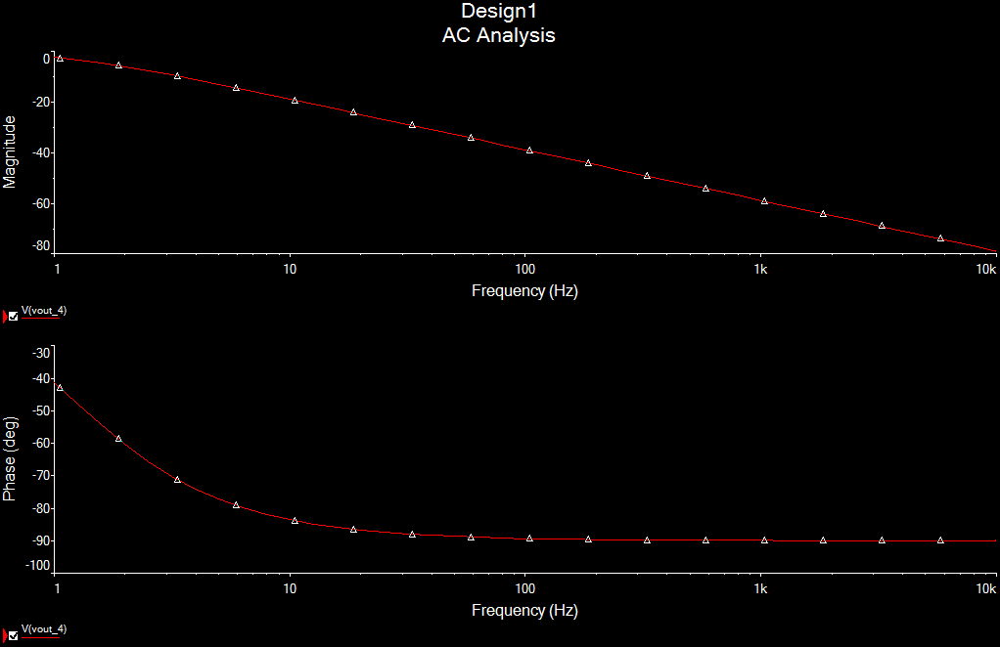 Design1
AC Analysis
Magnitude
0
-20
-40
-60
-80
1 10 100 1k 10k
Frequency (Hz)
V(vout_4)
Phase (deg)
-30
-40
-50
-60
-70
-80
-90
-100
1 10 100 1k 10k
Frequency (Hz)
V(vout_4)